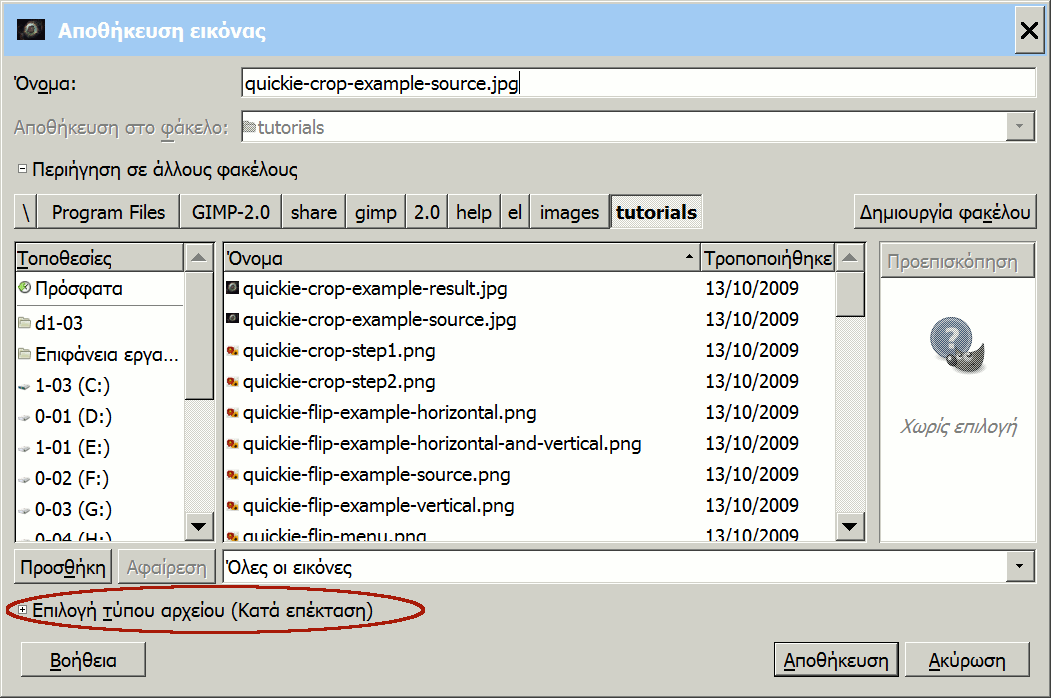 Αποθήκευση εικόνας
Όνομα: quickie-crop-example-source.jpg
Αποθήκευση στο φάκελο: tutorials
Περιήγηση σε άλλους φακέλους
\ Program Files GIMP-2.0 share gimp 2.0 help el images tutorials Δημιουργία φακέλου
Τοποθεσίες Όνομα Τροποποιήθηκε Προεπισκόπηση
Πρόσφατα quickie-crop-example-result.jpg 13/10/2009
d1-03 quickie-crop-example-source.jpg 13/10/2009
Επιφάνεια εργα... quickie-crop-step1.png 13/10/2009
1-03 (C:) quickie-crop-step2.png 13/10/2009
0-01 (D:) quickie-flip-example-horizontal.png 13/10/2009
Χωρίς επιλογή
1-01 (E:) quickie-flip-example-horizontal-and-vertical.png 13/10/2009
0-02 (F:) quickie-flip-example-source.png 13/10/2009
0-03 (G:) quickie-flip-example-vertical.png 13/10/2009
0-04 (H:) quickie-flip-menu.png 13/10/2009
Προσθήκη Αφαίρεση Όλες οι εικόνες
Επιλογή τύπου αρχείου (Κατά επέκταση)
Βοήθεια Αποθήκευση Ακύρωση